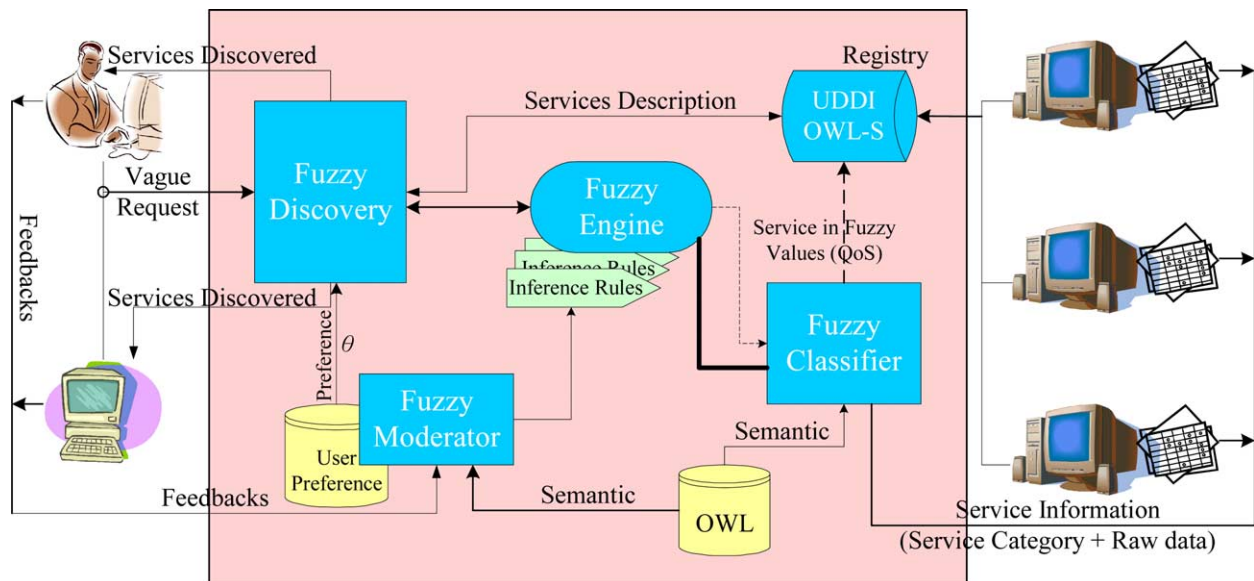 Services Discovered
Registry
Services Description
UDDI
OWL-S
Vague
Request
Fuzzy
Discovery
Fuzzy
Engine
Service in Fuzzy
Values (QoS)
Inference Rules
Inference Rules
Feedbacks
Services Discovered
Preference
θ
Fuzzy
Classifier
Fuzzy
Moderator
User
Preference
Semantic
Feedbacks
Semantic
OWL
Service Information
(Service Category + Raw data)